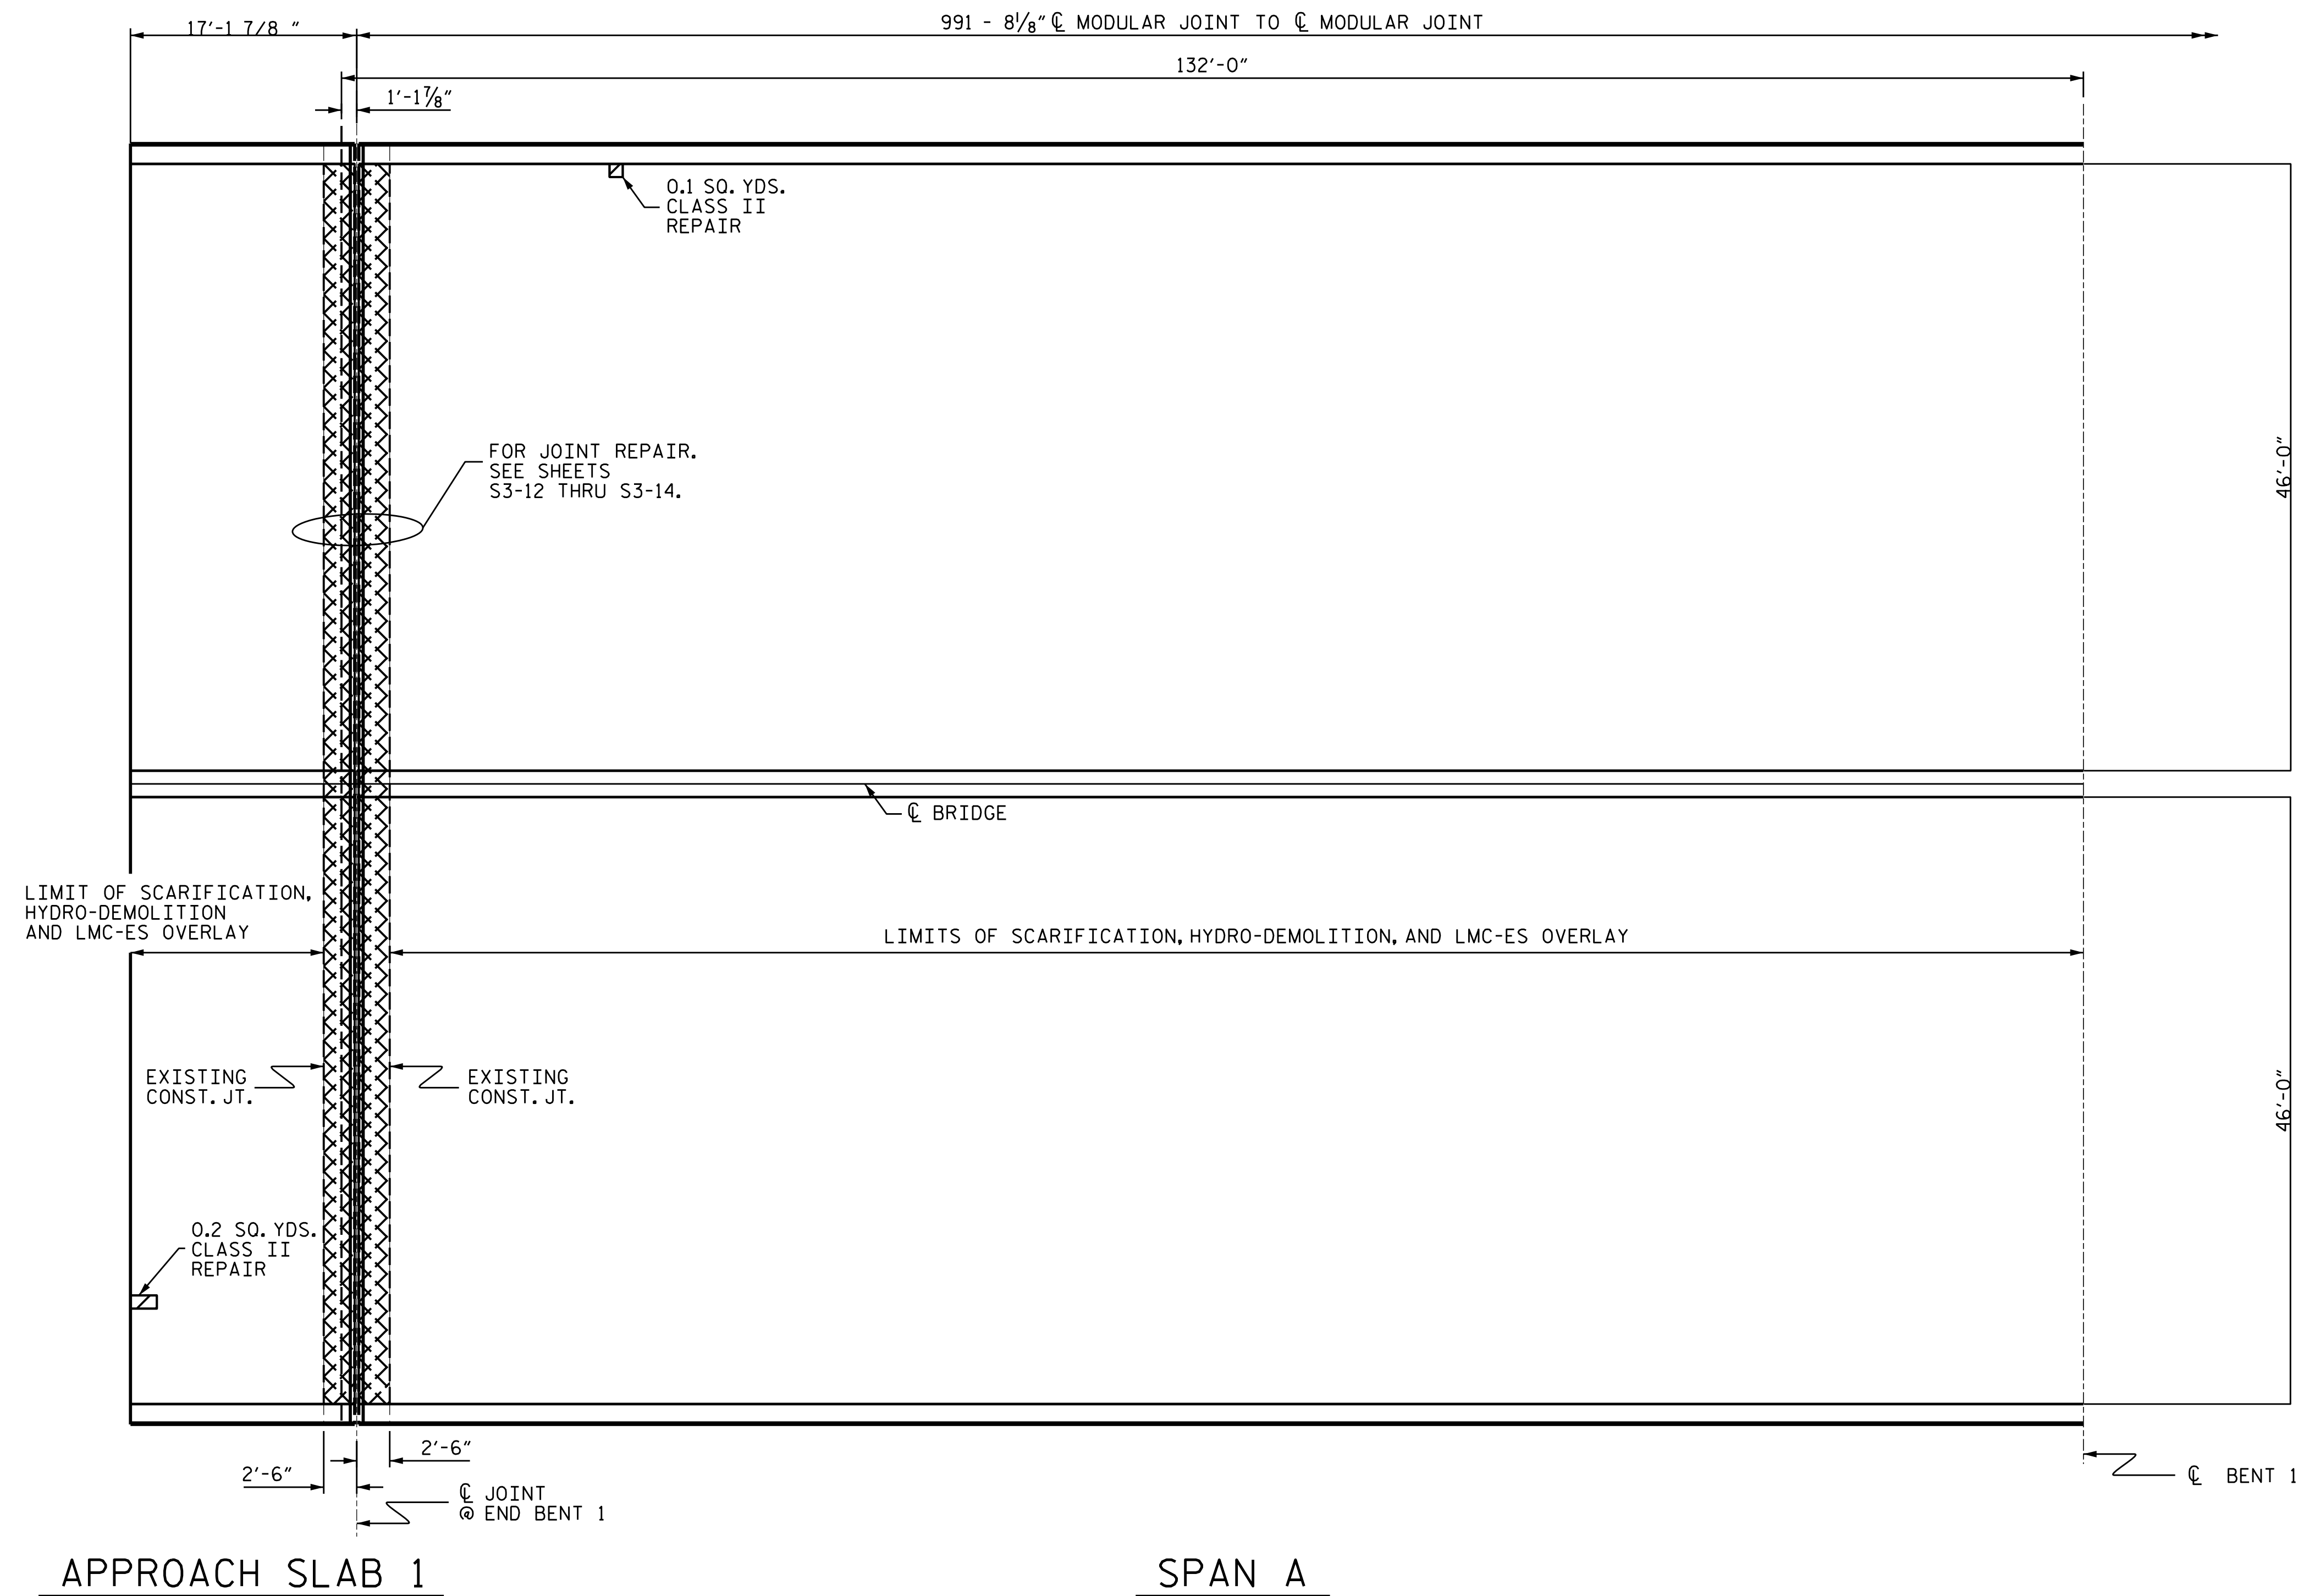 17'-1 7/8 "
991 - 8⅛" ℄ MODULAR JOINT TO ℄ MODULAR JOINT
132'-0"
1'-1⅞"
0.1 SQ. YDS.
CLASS II
REPAIR
FOR JOINT REPAIR.
SEE SHEETS
S3-12 THRU S3-14.
46'-0"
℄ BRIDGE
LIMIT OF SCARIFICATION,
HYDRO-DEMOLITION
AND LMC-ES OVERLAY
LIMITS OF SCARIFICATION, HYDRO-DEMOLITION, AND LMC-ES OVERLAY
EXISTING
CONST. JT.
EXISTING
CONST. JT.
46'-0"
0.2 SQ. YDS.
CLASS II
REPAIR
2'-6"
2'-6"
℄ JOINT
@ END BENT 1
℄ BENT 1
APPROACH SLAB 1
SPAN A